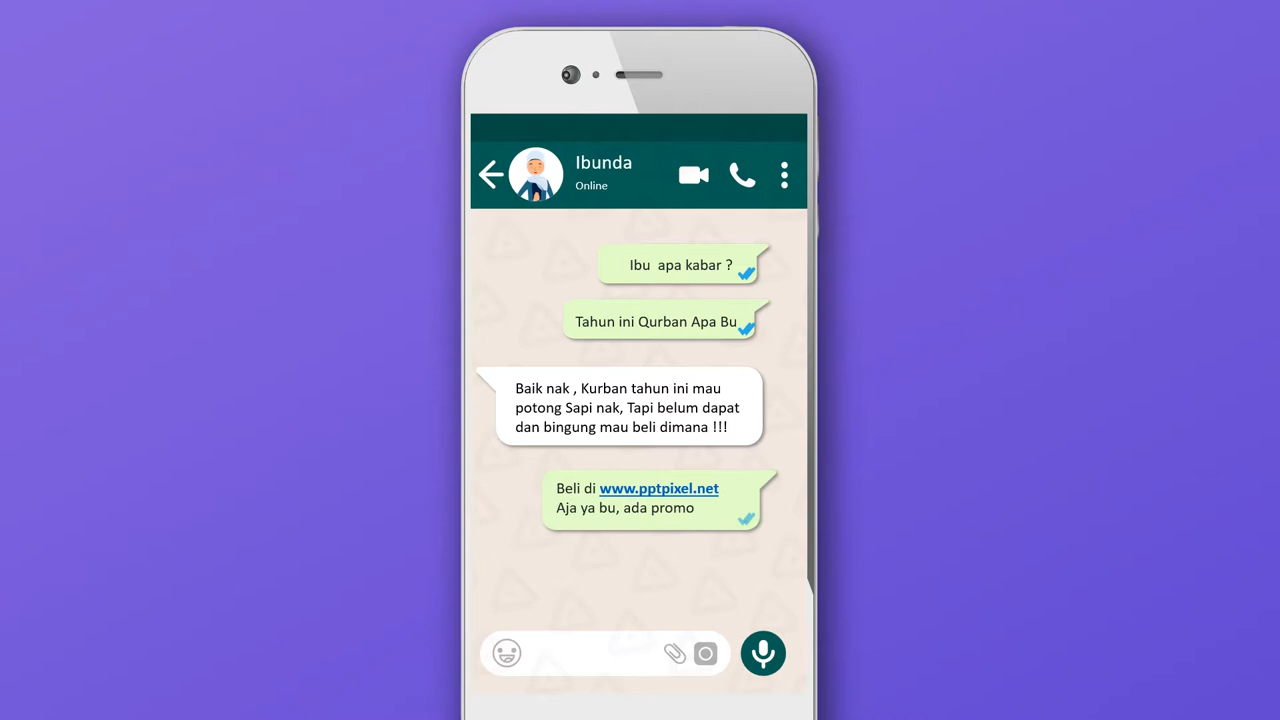 Ibunda
Online
Ibu apa kabar ?
Tahun ini Qurban Apa Bu
Baik nak , Kurban tahun ini mau
potong Sapi nak, Tapi belum dapat
dan bingung mau beli dimana !!!
Beli di www.pptpixel.net
Aja ya bu, ada promo